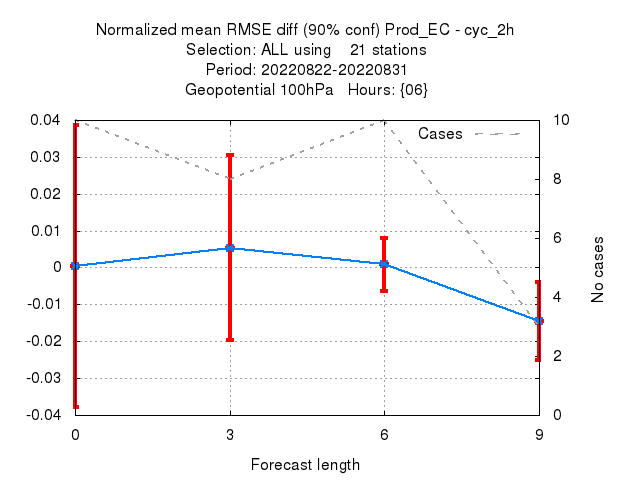 Normalized mean RMSE diff (90% conf) Prod_EC - cyc_2h
Selection: ALL using    21 stations
Period: 20220822-20220831
Geopotential 100hPa   Hours: {06}
Cases
0.04
0.03
0.02
0.01
0
-0.01
-0.02
-0.03
-0.04
10
8
6
4
2
0
No cases
0 3 6 9
Forecast length